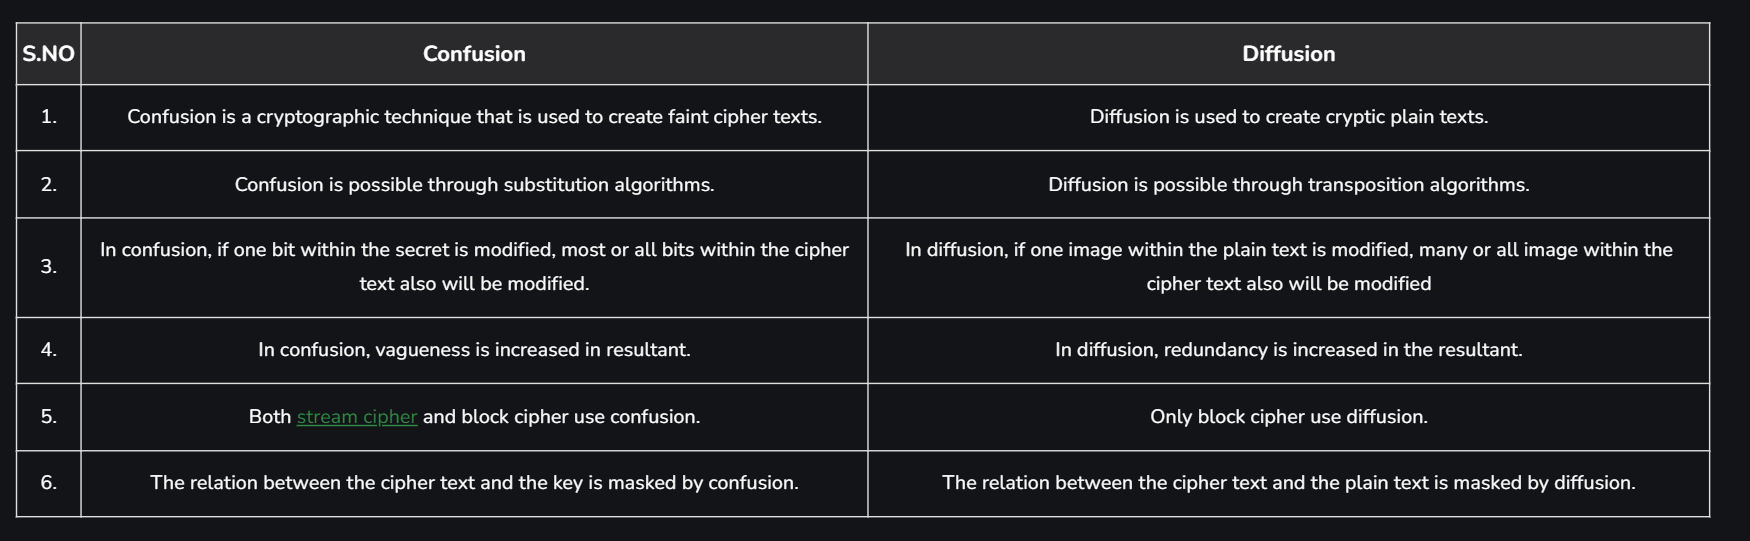 S.NO Confusion Diffusion
1. Confusion is a cryptographic technique that is used to create faint cipher texts. Diffusion is used to create cryptic plain texts.
2. Confusion is possible through substitution algorithms. Diffusion is possible through transposition algorithms.
3. In confusion, if one bit within the secret is modified, most or all bits within the cipher
text also will be modified.
In diffusion, if one image within the plain text is modified, many or all image within the
cipher text also will be modified
4. In confusion, vagueness is increased in resultant. In diffusion, redundancy is increased in the resultant.
5. Both stream cipher and block cipher use confusion. Only block cipher use diffusion.
6. The relation between the cipher text and the key is masked by confusion. The relation between the cipher text and the plain text is masked by diffusion.